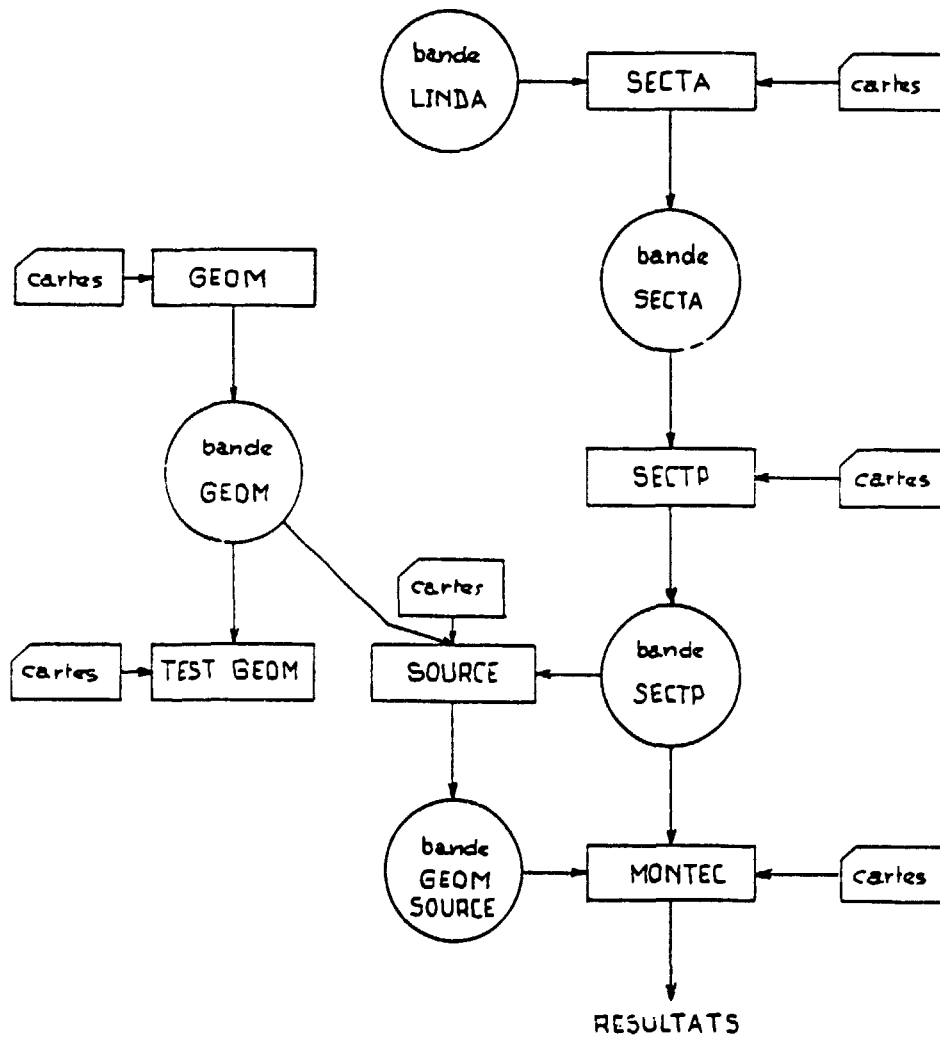 bande
LINDA
SECTA
cartes
bande
SECTA
cartes
GEOM
bande
GEOM
SECTP
cartes
cartes
cartes
TEST GEOM
SOURCE
bande
SECTP
bande
GEOM
SOURCE
MONTEC
cartes
RESULTATS